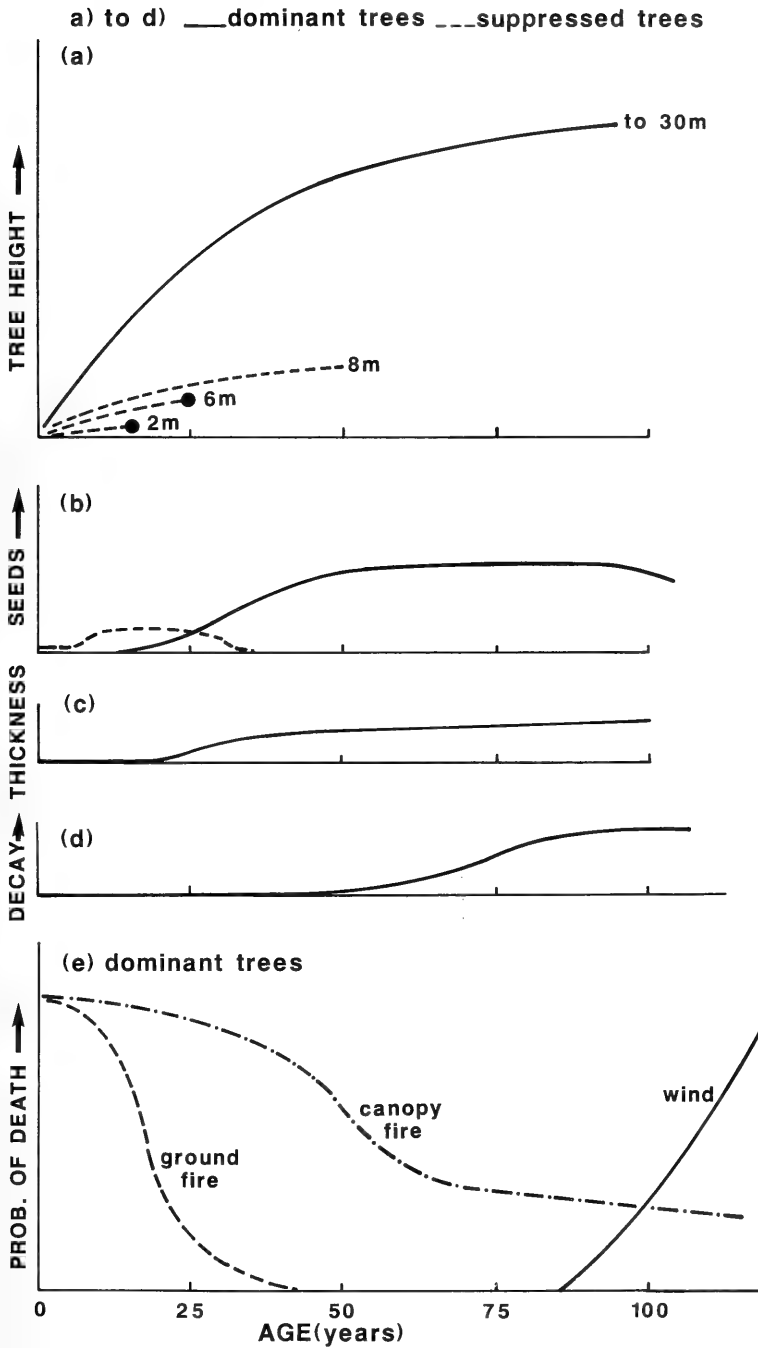 a) to d) ___dominant trees ---suppressed trees
(a)
to 30m
8m
6m
2m
TREE HEIGHT
(b)
SEEDS
(c)
THICKNESS
(d)
DECAY
(e) dominant trees
canopy
fire
ground
fire
wind
PROB. OF DEATH
0 25 50 75 100
AGE(years)